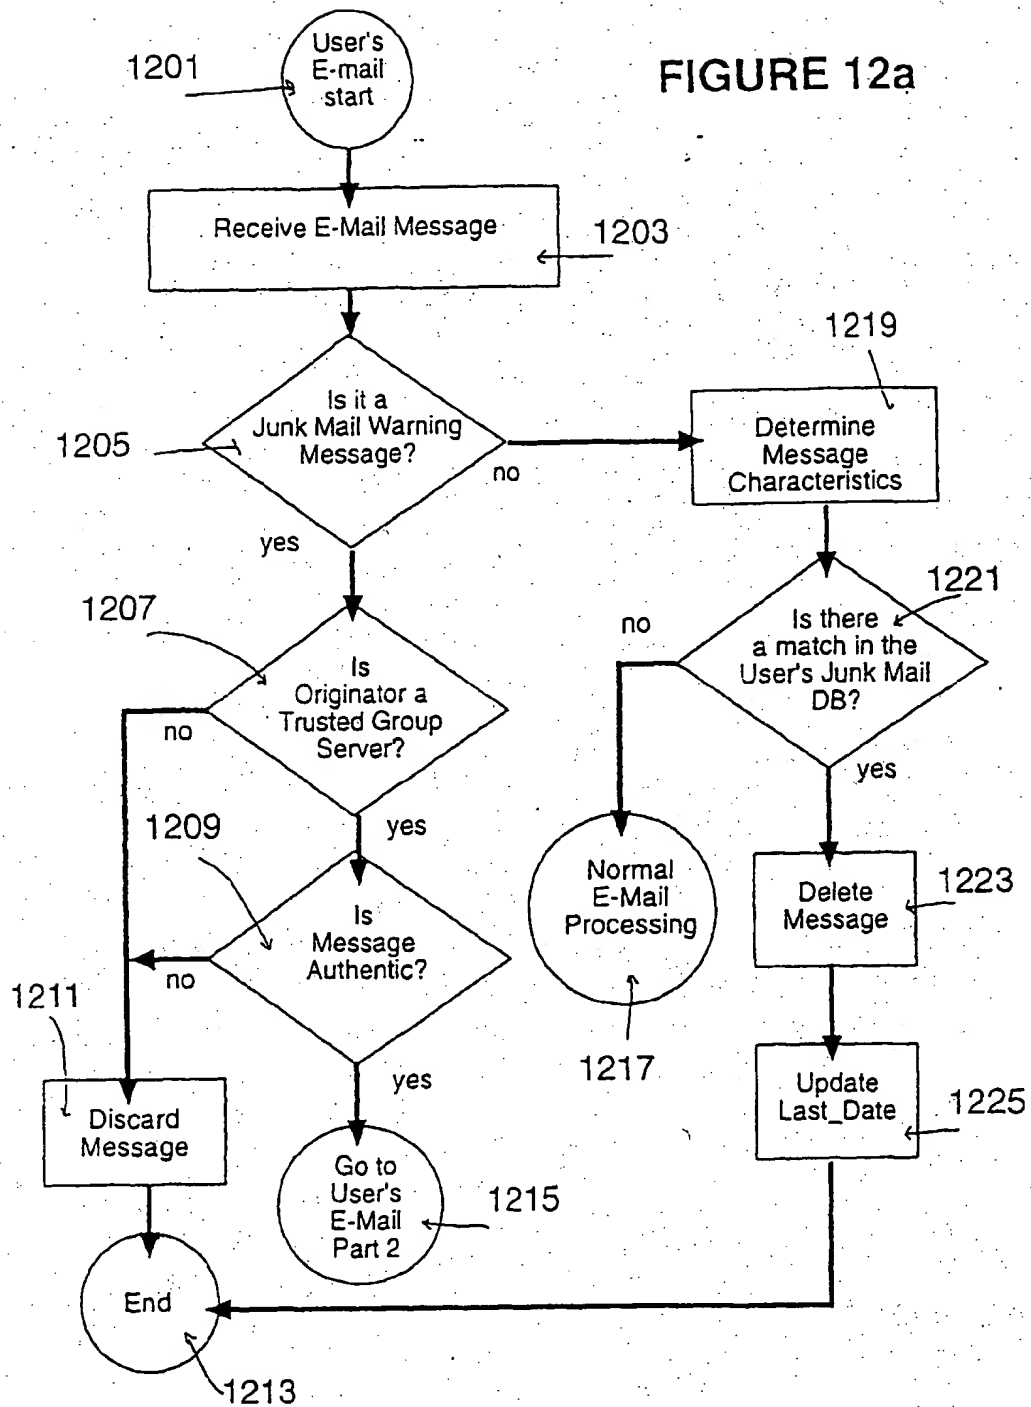 User's
E-mail
start
1201
FIGURE 12a
Receive E-Mail Message
1203
Is it a
Junk Mail Warning
Message?
1205
no
yes
1219
Determine
Message
Characteristics
1207
Is
Originator a
Trusted Group
Server?
no
yes
1221
Is there
a match in the
User's Junk Mail
DB?
no
yes
1209
Is
Message
Authentic?
no
yes
Normal
E-Mail
Processing
1217
Delete
Message
1223
1211
Discard
Message
Go to
User's
E-Mail
Part 2
1215
Update
Last_Date
1225
End
1213